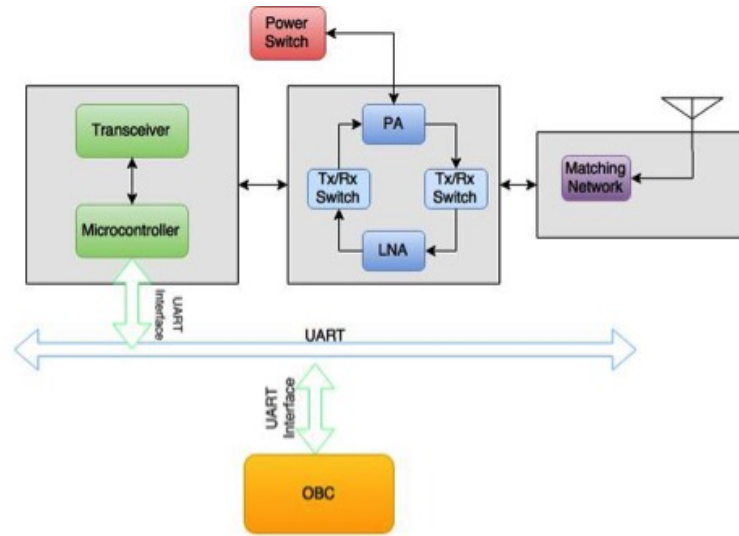 Power
Switch
Transceiver
PA
Tx/Rx
Switch
Tx/Rx
Switch
Matching
Network
Microcontroller
LNA
UART
Interface
UART
UART
Interface
OBC